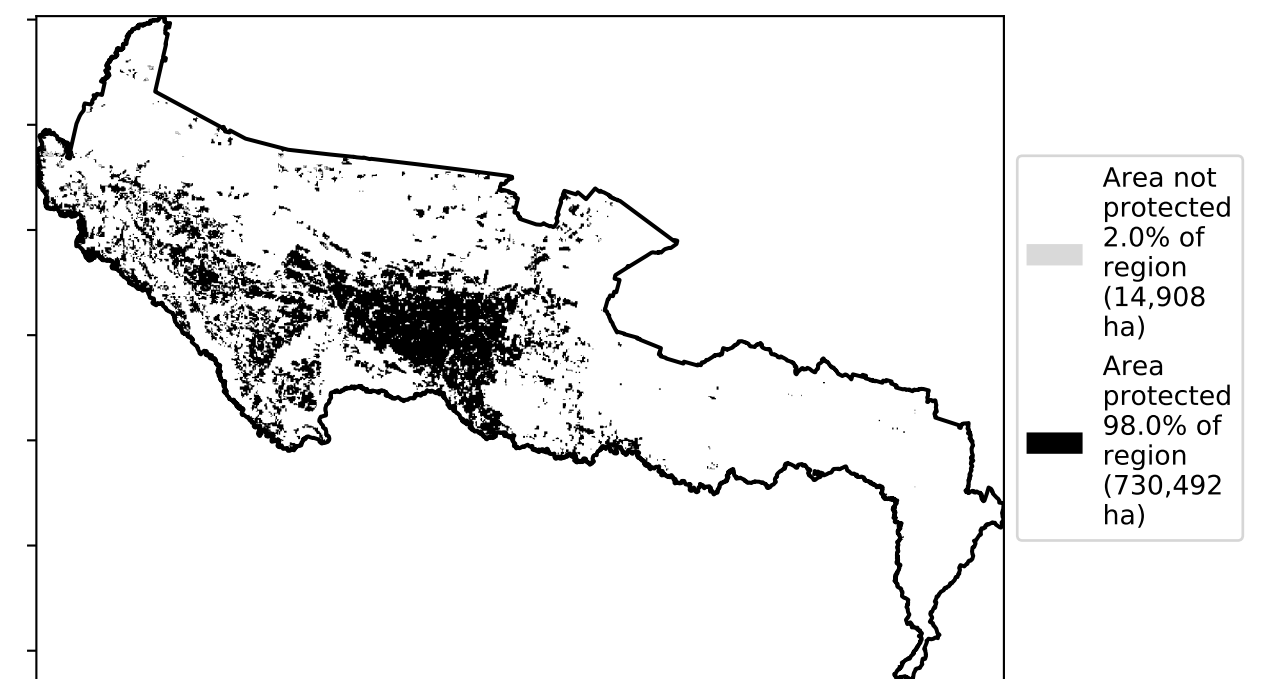 Area not
protected
2.0% of
region
(14,908
ha)
Area
protected
98.0% of
region
(730,492
ha)